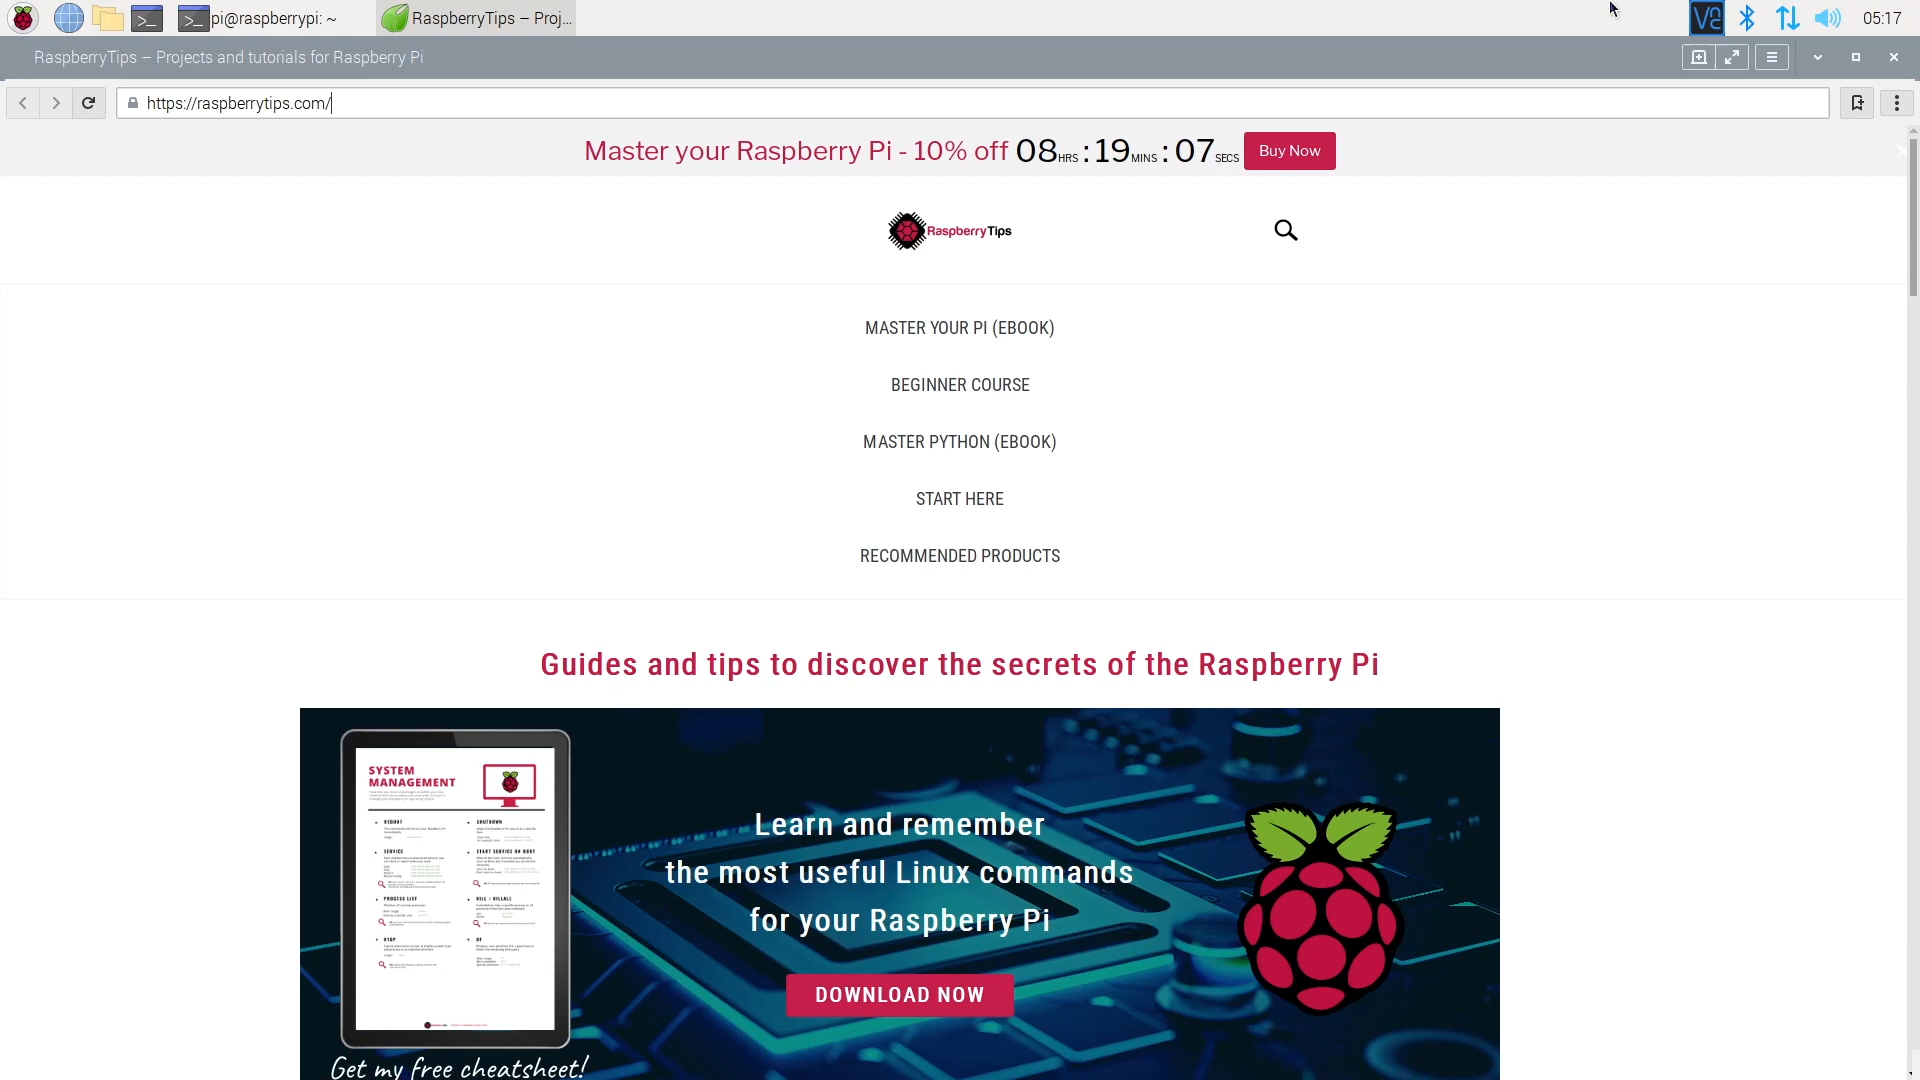 pi@raspberrypi: ~
RaspberryTips – Proj...
05:17
RaspberryTips – Projects and tutorials for Raspberry Pi
https://raspberrytips.com/
Master your Raspberry Pi - 10% off 08HRS : 19MINS : 07SECS Buy Now
RaspberryTips
MASTER YOUR PI (EBOOK)
BEGINNER COURSE
MASTER PYTHON (EBOOK)
START HERE
RECOMMENDED PRODUCTS
Guides and tips to discover the secrets of the Raspberry Pi
SYSTEM
MANAGEMENT
REBOOT
SHUTDOWN
SERVICE
START SERVICE ON BOOT
PROCESS LIST
KILL / KILLALL
HTOP
DF
Learn and remember
the most useful Linux commands
for your Raspberry Pi
DOWNLOAD NOW
Get my free cheatsheet!